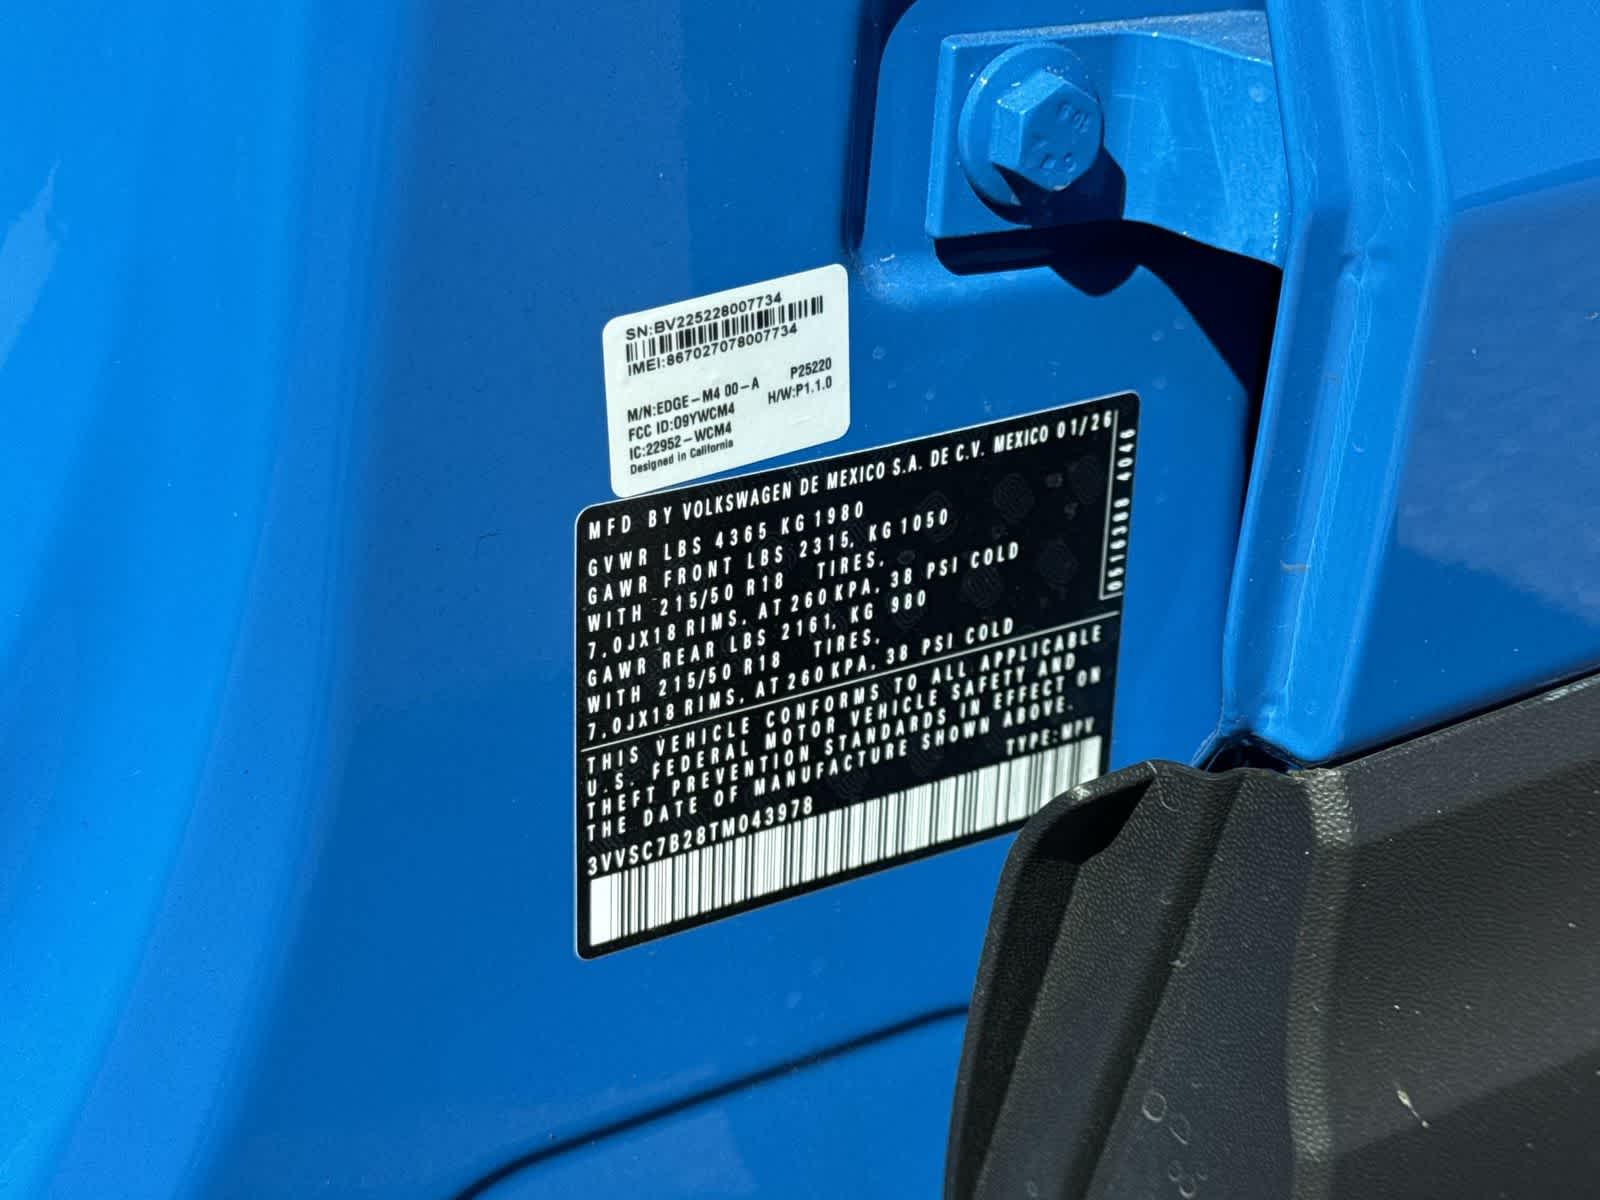 10.9
SN:BV225228007734
IMEI:867027078007734
M/N:EDGE-M4 00-A P25220
FCC ID:O9YWCM4 H/W:P1.1.0
IC:22952-WCM4
Designed in California
MFD BY VOLKSWAGEN DE MEXICO S.A. DE C.V. MEXICO 01/26
GVWR LBS 4365 KG 1980
GAWR FRONT LBS 2315, KG 1050
WITH 215/50 R18 TIRES,
7.0JX18 RIMS, AT 260 KPA, 38 PSI COLD
GAWR REAR LBS 2161, KG 980
WITH 215/50 R18 TIRES,
7.0JX18 RIMS, AT 260 KPA, 38 PSI COLD
THIS VEHICLE CONFORMS TO ALL APPLICABLE
U.S. FEDERAL MOTOR VEHICLE SAFETY AND
THEFT PREVENTION STANDARDS IN EFFECT ON
THE DATE OF MANUFACTURE SHOWN ABOVE.
TYPE:MPV
3VVSC7B28TM043978